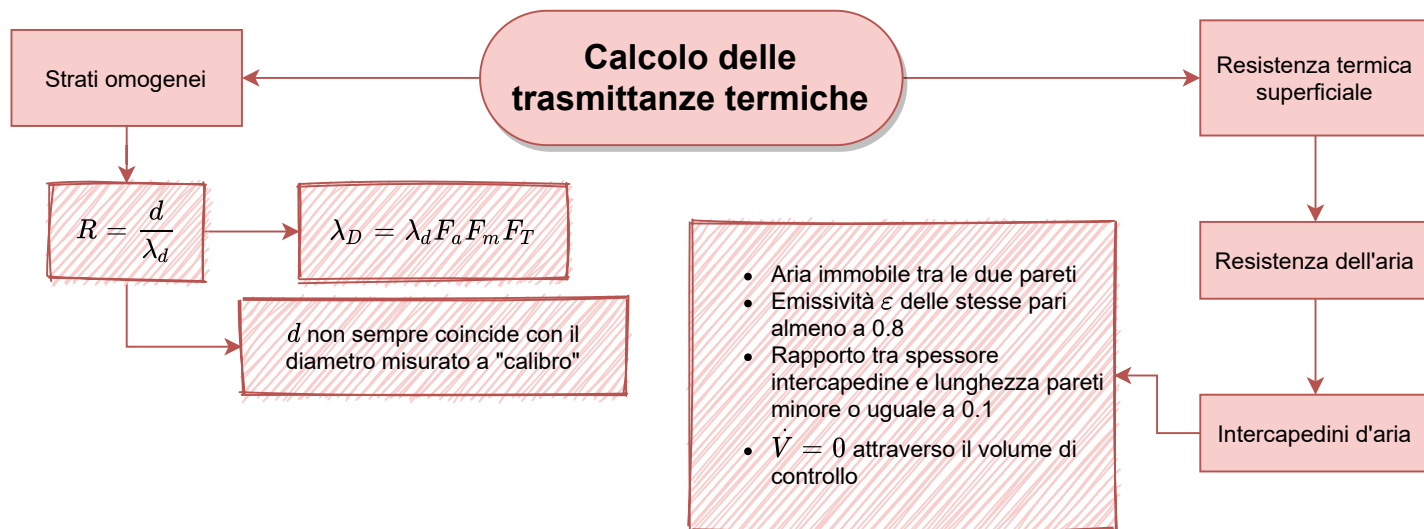 Calcolo delle
trasmittanze termiche
Strati omogenei
R = d / λ_d
λ_D = λ_d F_a F_m F_T
d non sempre coincide con il
diametro misurato a "calibro"
Resistenza termica
superficiale
Resistenza dell'aria
Intercapedini d'aria
• Aria immobile tra le due pareti
• Emissività ε delle stesse pari
almeno a 0.8
• Rapporto tra spessore
intercapedine e lunghezza pareti
minore o uguale a 0.1
• V̇ = 0 attraverso il volume di
controllo